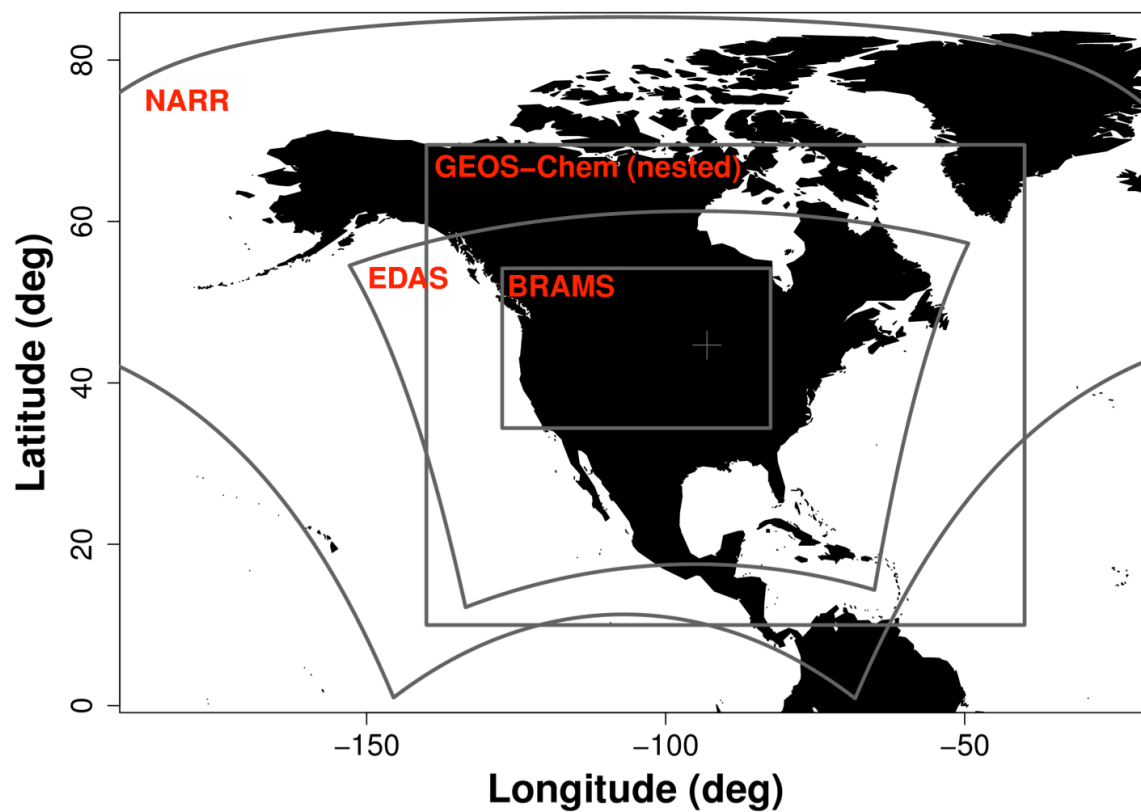 NARR
GEOS−Chem (nested)
EDAS
BRAMS
80
60
40
20
0
Latitude (deg)
−150
−100
−50
Longitude (deg)